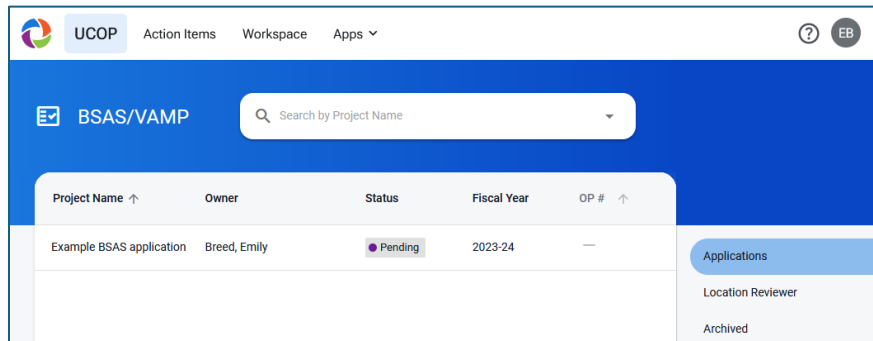 UCOP Action Items Workspace Apps EB
BSAS/VAMP Search by Project Name
Project Name Owner Status Fiscal Year OP #
Example BSAS application Breed, Emily Pending 2023-24 —
Applications
Location Reviewer
Archived